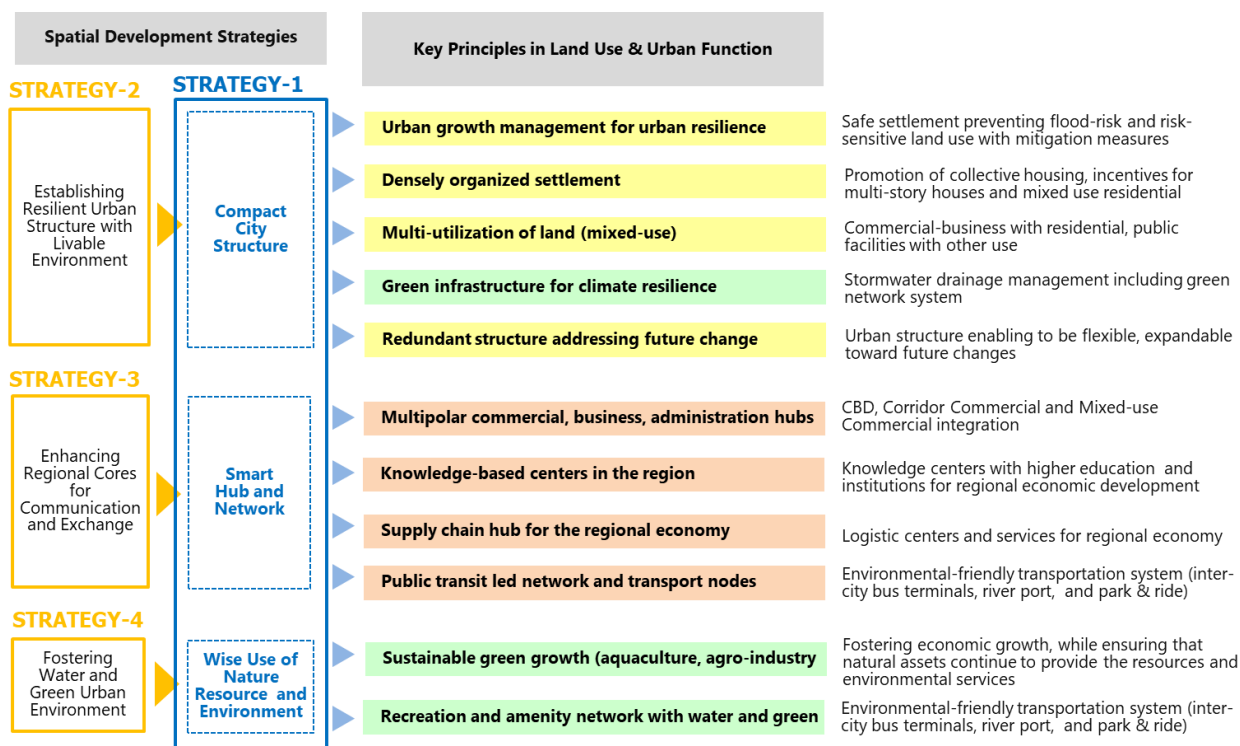 Spatial Development Strategies
Key Principles in Land Use & Urban Function
STRATEGY-2
STRATEGY-1
Establishing
Resilient Urban
Structure with
Livable
Environment
Compact
City
Structure
Urban growth management for urban resilience
Safe settlement preventing flood-risk and risk-
sensitive land use with mitigation measures
Densely organized settlement
Promotion of collective housing, incentives for
multi-story houses and mixed use residential
Multi-utilization of land (mixed-use)
Commercial-business with residential, public
facilities with other use
Green infrastructure for climate resilience
Stormwater drainage management including green
network system
Redundant structure addressing future change
Urban structure enabling to be flexible, expandable
toward future changes
STRATEGY-3
Enhancing
Regional Cores
for
Communication
and Exchange
Smart
Hub and
Network
Multipolar commercial, business, administration hubs
CBD, Corridor Commercial and Mixed-use
Commercial integration
Knowledge-based centers in the region
Knowledge centers with higher education and
institutions for regional economic development
Supply chain hub for the regional economy
Logistic centers and services for regional economy
Public transit led network and transport nodes
Environmental-friendly transportation system (inter-
city bus terminals, river port, and park & ride)
STRATEGY-4
Fostering
Water and
Green Urban
Environment
Wise Use of
Nature
Resource and
Environment
Sustainable green growth (aquaculture, agro-industry
Fostering economic growth, while ensuring that
natural assets continue to provide the resources and
environmental services
Recreation and amenity network with water and green
Environmental-friendly transportation system (inter-
city bus terminals, river port, and park & ride)